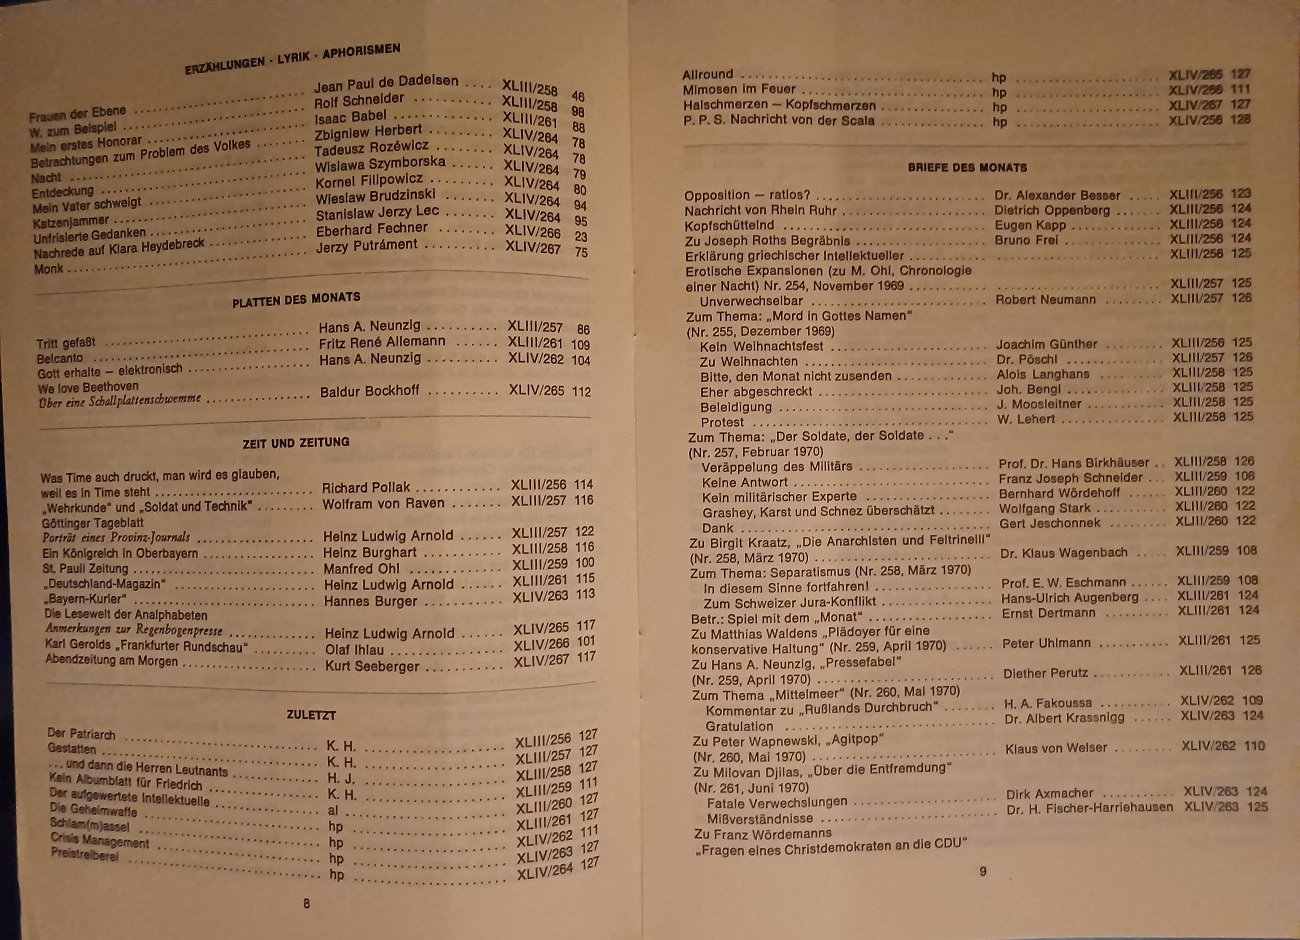 ERZÄHLUNGEN · LYRIK · APHORISMEN
Frauen der Ebene .......... Jean Paul de Dadelsen .... XLIII/258 46
W. zum Beispiel .......... Rolf Schneider .......... XLIII/258 98
Mein erstes Honorar .......... Isaac Babel .......... XLIII/261 88
Betrachtungen zum Problem des Volkes ....... Zbigniew Herbert ....... XLIV/264 78
Nacht .......... Tadeusz Rozéwicz ....... XLIV/264 78
Entdeckung .......... Wislawa Szymborska ...... XLIV/264 79
Mein Vater schweigt .......... Kornel Filipowicz ....... XLIV/264 80
Katzenjammer .......... Wieslaw Brudzinski ...... XLIV/264 94
Unfrisierte Gedanken .......... Stanislaw Jerzy Lec ...... XLIV/264 95
Nachrede auf Klara Heydebreck .......... Eberhard Fechner ....... XLIV/266 23
Monk .......... Jerzy Putrámént ....... XLIV/267 75
PLATTEN DES MONATS
Tritt gefaßt .......... Hans A. Neunzig .......... XLIII/257 86
Belcanto .......... Fritz René Allemann ...... XLIII/261 109
Gott erhalte – elektronisch .......... Hans A. Neunzig .......... XLIV/262 104
We love Beethoven
Über eine Schallplattenschwemme .......... Baldur Bockhoff .......... XLIV/265 112
ZEIT UND ZEITUNG
Was Time auch druckt, man wird es glauben,
weil es in Time steht .......... Richard Pollak .......... XLIII/256 114
„Wehrkunde“ und „Soldat und Technik“ ......... Wolfram von Raven ........ XLIII/257 116
Göttinger Tageblatt
Porträt eines Provinz-Journals .......... Heinz Ludwig Arnold ...... XLIII/257 122
Ein Königreich in Oberbayern .......... Heinz Burghart .......... XLIII/258 116
St. Pauli Zeitung .......... Manfred Ohl .......... XLIII/259 100
„Deutschland-Magazin“ .......... Heinz Ludwig Arnold ...... XLIII/261 115
„Bayern-Kurier“ .......... Hannes Burger .......... XLIV/263 113
Die Lesewelt der Analphabeten
Anmerkungen zur Regenbogenpresse .......... Heinz Ludwig Arnold ...... XLIV/265 117
Karl Gerolds „Frankfurter Rundschau“ ......... Olaf Ihlau .......... XLIV/266 101
Abendzeitung am Morgen .......... Kurt Seeberger .......... XLIV/267 117
ZULETZT
Der Patriarch .......... K. H. .......... XLIII/256 127
Gestatten .......... K. H. .......... XLIII/257 127
... und dann die Herren Leutnants .......... H. J. .......... XLIII/258 127
Kein Albumblatt für Friedrich .......... K. H. .......... XLIII/259 111
Der aufgewertete Intellektuelle .......... al .......... XLIII/260 127
Die Geheimwaffe .......... hp .......... XLIII/261 127
Schlam(m)assel .......... hp .......... XLIV/262 111
Crisis Management .......... hp .......... XLIV/263 127
Preistreiberei .......... hp .......... XLIV/264 127
8
Allround .......... hp .......... XLIV/265 127
Mimosen im Feuer .......... hp .......... XLIV/266 111
Halschmerzen – Kopfschmerzen .......... hp .......... XLIV/267 127
P. P. S. Nachricht von der Scala .......... hp .......... XLIV/256 128
BRIEFE DES MONATS
Opposition – ratlos? .......... Dr. Alexander Besser ..... XLIII/256 123
Nachricht von Rhein Ruhr .......... Dietrich Oppenberg ....... XLIII/256 124
Kopfschüttelnd .......... Eugen Kapp .......... XLIII/256 124
Zu Joseph Roths Begräbnis .......... Bruno Frei .......... XLIII/256 124
Erklärung griechischer Intellektueller .......... XLIII/256 125
Erotische Expansionen (zu M. Ohl, Chronologie
einer Nacht) Nr. 254, November 1969 .......... XLIII/257 125
Unverwechselbar .......... Robert Neumann ......... XLIII/257 126
Zum Thema: „Mord in Gottes Namen“
(Nr. 255, Dezember 1969)
Kein Weihnachtsfest .......... Joachim Günther ......... XLIII/256 125
Zu Weihnachten .......... Dr. Pöschl .......... XLIII/257 126
Bitte, den Monat nicht zusenden .......... Alois Langhans .......... XLIII/258 125
Eher abgeschreckt .......... Joh. Bengl .......... XLIII/258 125
Beleidigung .......... J. Moosleitner .......... XLIII/258 125
Protest .......... W. Lehert .......... XLIII/258 125
Zum Thema: „Der Soldate, der Soldate . . .“
(Nr. 257, Februar 1970)
Veräppelung des Militärs .......... Prof. Dr. Hans Birkhäuser .. XLIII/258 126
Keine Antwort .......... Franz Joseph Schneider ... XLIII/259 106
Kein militärischer Experte .......... Bernhard Wördehoff ...... XLIII/260 122
Grashey, Karst und Schnez überschätzt ........ Wolfgang Stark .......... XLIII/260 122
Dank .......... Gert Jeschonnek ......... XLIII/260 122
Zu Birgit Kraatz, „Die Anarchisten und Feltrinelli“
(Nr. 258, März 1970) .......... Dr. Klaus Wagenbach ..... XLIII/259 108
Zum Thema: Separatismus (Nr. 258, März 1970)
In diesem Sinne fortfahren! .......... Prof. E. W. Eschmann ...... XLIII/259 108
Zum Schweizer Jura-Konflikt .......... Hans-Ulrich Augenberg .... XLIII/261 124
Betr.: Spiel mit dem „Monat“ .......... Ernst Dertmann .......... XLIII/261 124
Zu Matthias Waldens „Plädoyer für eine
konservative Haltung“ (Nr. 259, April 1970) ...... Peter Uhlmann .......... XLIII/261 125
Zu Hans A. Neunzig, „Pressefabel“
(Nr. 259, April 1970) .......... Diether Perutz .......... XLIII/261 126
Zum Thema „Mittelmeer“ (Nr. 260, Mai 1970)
Kommentar zu „Rußlands Durchbruch“ ........ H. A. Fakoussa .......... XLIV/262 109
Gratulation .......... Dr. Albert Krassnigg ...... XLIV/263 124
Zu Peter Wapnewski, „Agitpop“
(Nr. 260, Mai 1970) .......... Klaus von Welser ......... XLIV/262 110
Zu Milovan Djilas, „Über die Entfremdung“
(Nr. 261, Juni 1970)
Fatale Verwechslungen .......... Dirk Axmacher .......... XLIV/263 124
Mißverständnisse .......... Dr. H. Fischer-Harriehausen XLIV/263 125
Zu Franz Wördemanns
„Fragen eines Christdemokraten an die CDU“
9